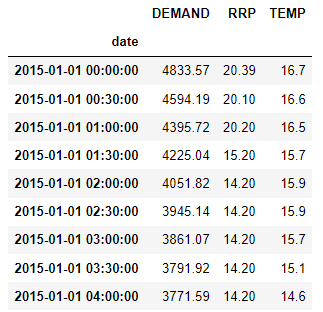 DEMAND RRP TEMP
date
2015-01-01 00:00:00 4833.57 20.39 16.7
2015-01-01 00:30:00 4594.19 20.10 16.6
2015-01-01 01:00:00 4395.72 20.20 16.5
2015-01-01 01:30:00 4225.04 15.20 15.7
2015-01-01 02:00:00 4051.82 14.20 15.9
2015-01-01 02:30:00 3945.14 14.20 15.9
2015-01-01 03:00:00 3861.07 14.20 15.7
2015-01-01 03:30:00 3791.92 14.20 15.1
2015-01-01 04:00:00 3771.59 14.20 14.6